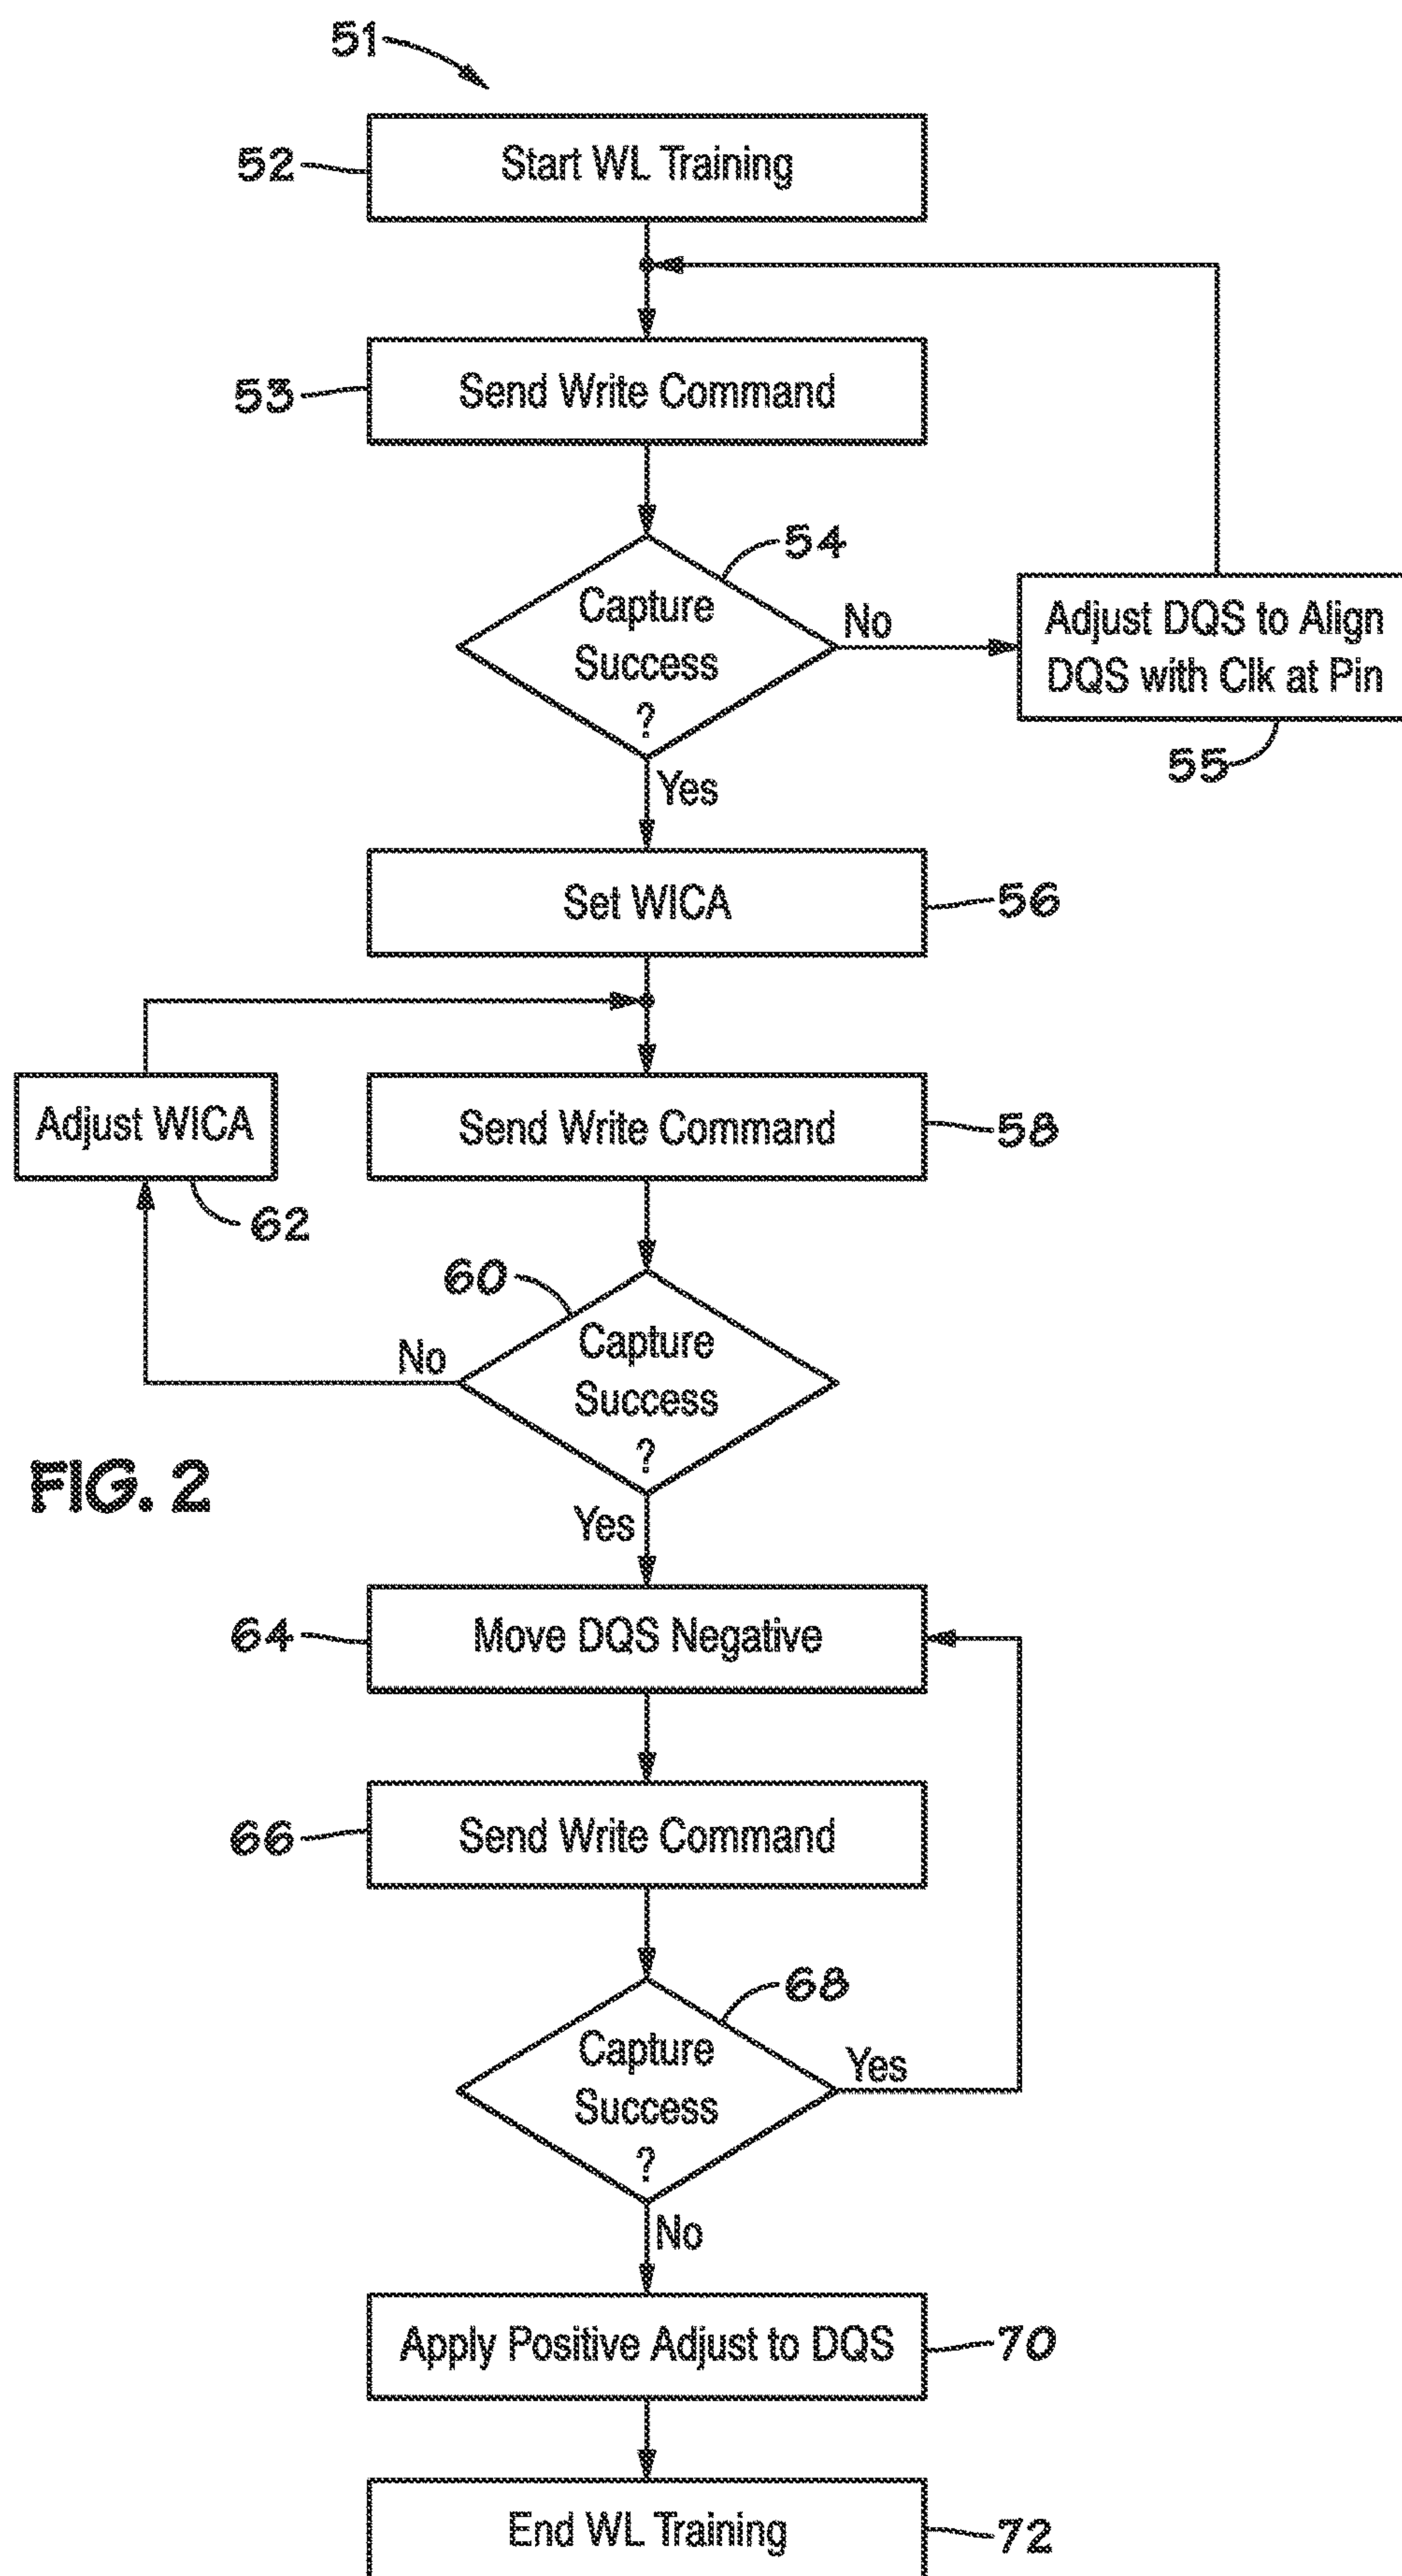 51
52
Start WL Training
53
Send Write Command
54
Capture
Success
?
No
Adjust DQS to Align
DQS with Clk at Pin
55
Yes
Set WICA
56
Adjust WICA
62
Send Write Command
58
60
Capture
Success
?
No
FIG. 2
Yes
64
Move DQS Negative
66
Send Write Command
68
Capture
Success
?
Yes
No
Apply Positive Adjust to DQS
70
End WL Training
72